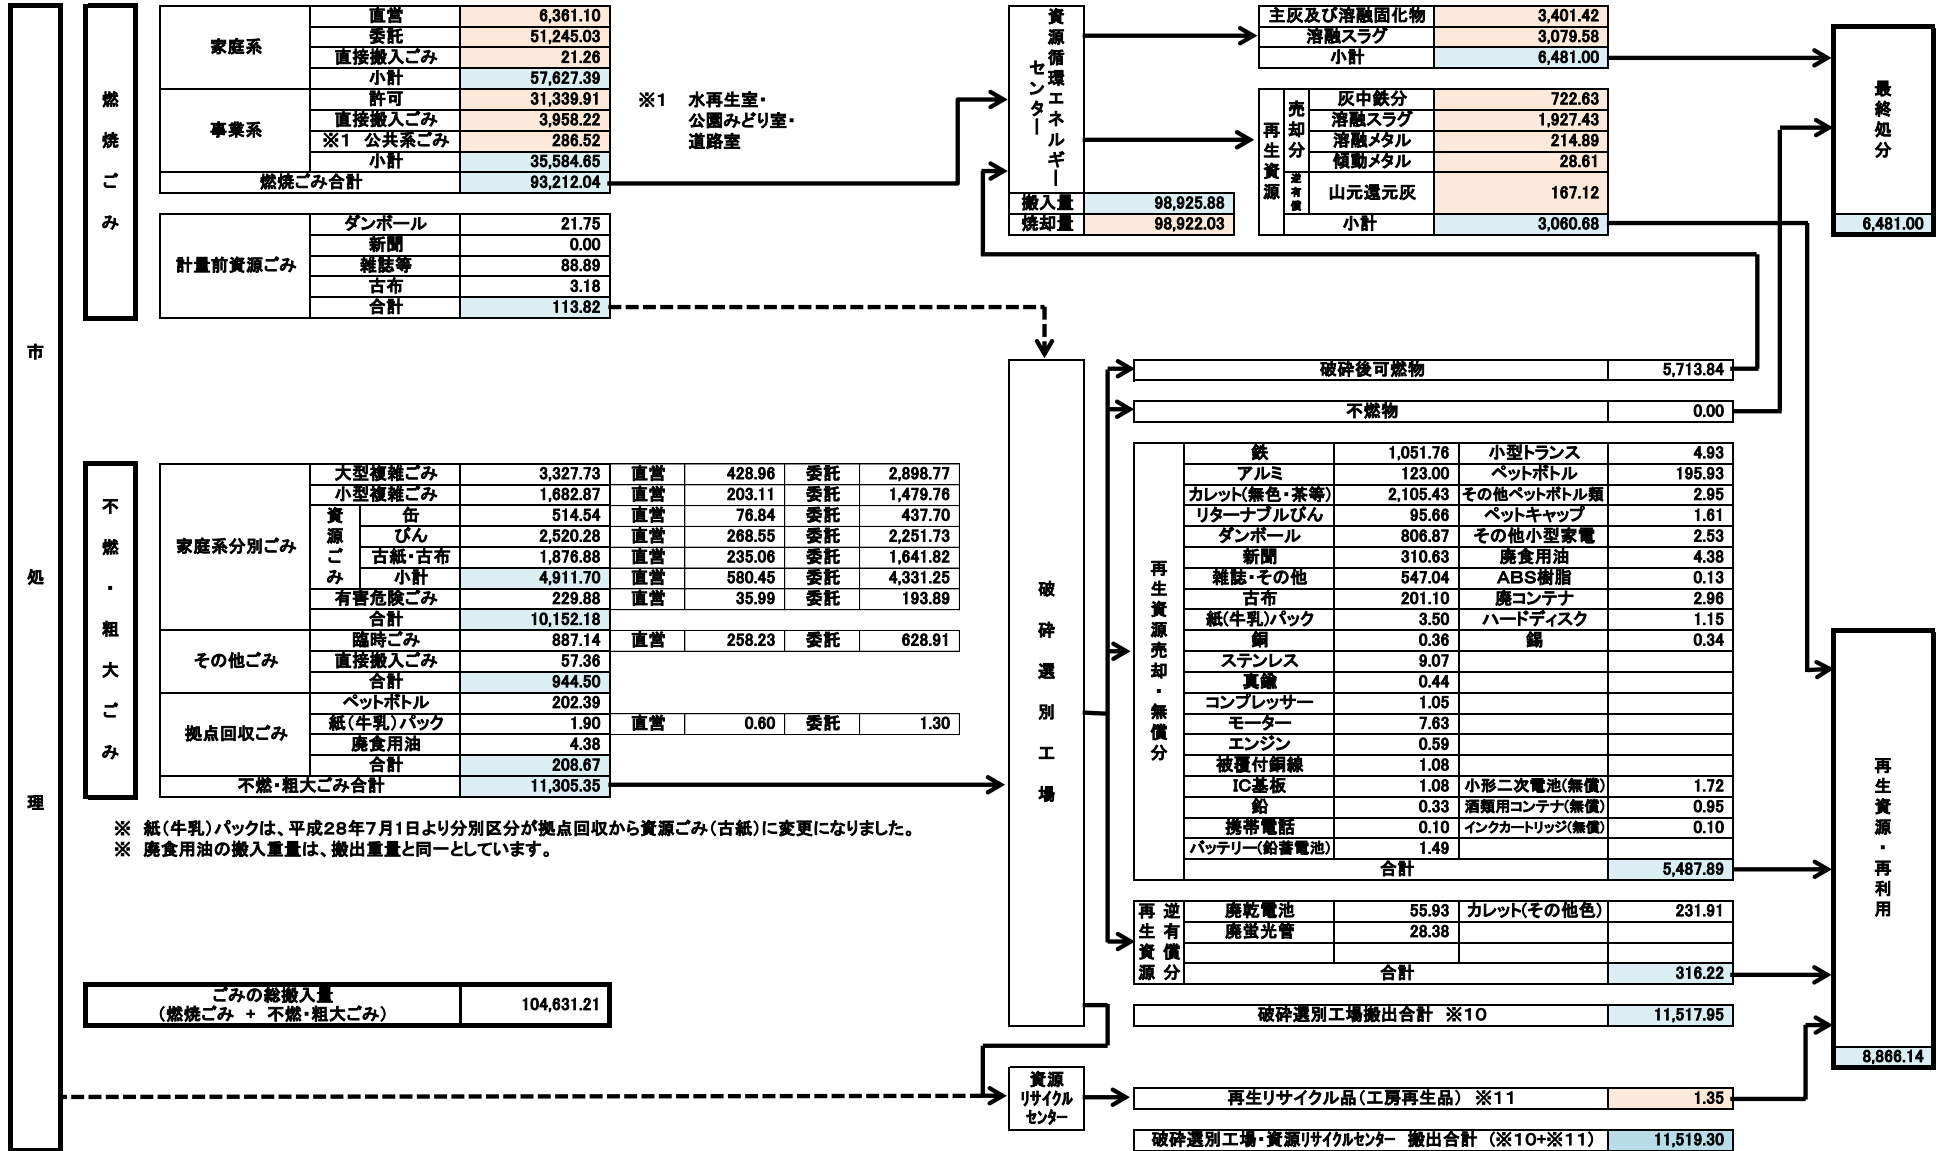 市処理
燃焼ごみ
家庭系
直営 6,361.10
委託 51,245.03
直接搬入ごみ 21.26
小計 57,627.39
事業系
許可 31,339.91
直接搬入ごみ 3,958.22
※1 公共系ごみ 286.52
小計 35,584.65
燃焼ごみ合計 93,212.04
※1 水再生室・
公園みどり室・
道路室
計量前資源ごみ
ダンボール 21.75
新聞 0.00
雑誌等 88.89
古布 3.18
合計 113.82
資源循環エネルギーセンター
搬入量 98,925.88
焼却量 98,922.03
主灰及び溶融固化物 3,401.42
溶融スラグ 3,079.58
小計 6,481.00
再生資源
売却分
灰中鉄分 722.63
溶融スラグ 1,927.43
溶融メタル 214.89
傾動メタル 28.61
逆有償
山元還元灰 167.12
小計 3,060.68
最終処分
6,481.00
不燃・粗大ごみ
家庭系分別ごみ
大型複雑ごみ 3,327.73 直営 428.96 委託 2,898.77
小型複雑ごみ 1,682.87 直営 203.11 委託 1,479.76
資源ごみ
缶 514.54 直営 76.84 委託 437.70
びん 2,520.28 直営 268.55 委託 2,251.73
古紙・古布 1,876.88 直営 235.06 委託 1,641.82
小計 4,911.70 直営 580.45 委託 4,331.25
有害危険ごみ 229.88 直営 35.99 委託 193.89
合計 10,152.18
その他ごみ
臨時ごみ 887.14 直営 258.23 委託 628.91
直接搬入ごみ 57.36
合計 944.50
拠点回収ごみ
ペットボトル 202.39
紙(牛乳)パック 1.90 直営 0.60 委託 1.30
廃食用油 4.38
合計 208.67
不燃・粗大ごみ合計 11,305.35
※ 紙(牛乳)パックは、平成28年7月1日より分別区分が拠点回収から資源ごみ(古紙)に変更になりました。
※ 廃食用油の搬入重量は、搬出重量と同一としています。
ごみの総搬入量
(燃焼ごみ + 不燃・粗大ごみ)
104,631.21
破砕選別工場
破砕後可燃物 5,713.84
不燃物 0.00
再生資源売却・無償分
鉄 1,051.76 小型トランス 4.93
アルミ 123.00 ペットボトル 195.93
カレット(無色・茶等) 2,105.43 その他ペットボトル類 2.95
リターナブルびん 95.66 ペットキャップ 1.61
ダンボール 806.87 その他小型家電 2.53
新聞 310.63 廃食用油 4.38
雑誌・その他 547.04 ABS樹脂 0.13
古布 201.10 廃コンテナ 2.96
紙(牛乳)パック 3.50 ハードディスク 1.15
銅 0.36 錫 0.34
ステンレス 9.07
真鍮 0.44
コンプレッサー 1.05
モーター 7.63
エンジン 0.59
被覆付銅線 1.08
IC基板 1.08 小形二次電池(無償) 1.72
鉛 0.33 酒類用コンテナ(無償) 0.95
携帯電話 0.10 インクカートリッジ(無償) 0.10
バッテリー(鉛蓄電池) 1.49
合計 5,487.89
再生資源
逆有償分
廃乾電池 55.93 カレット(その他色) 231.91
廃蛍光管 28.38
合計 316.22
破砕選別工場搬出合計 ※10 11,517.95
資源
リサイクル
センター
再生リサイクル品(工房再生品) ※11 1.35
破砕選別工場・資源リサイクルセンター 搬出合計 (※10+※11) 11,519.30
再生資源・再利用
8,866.14